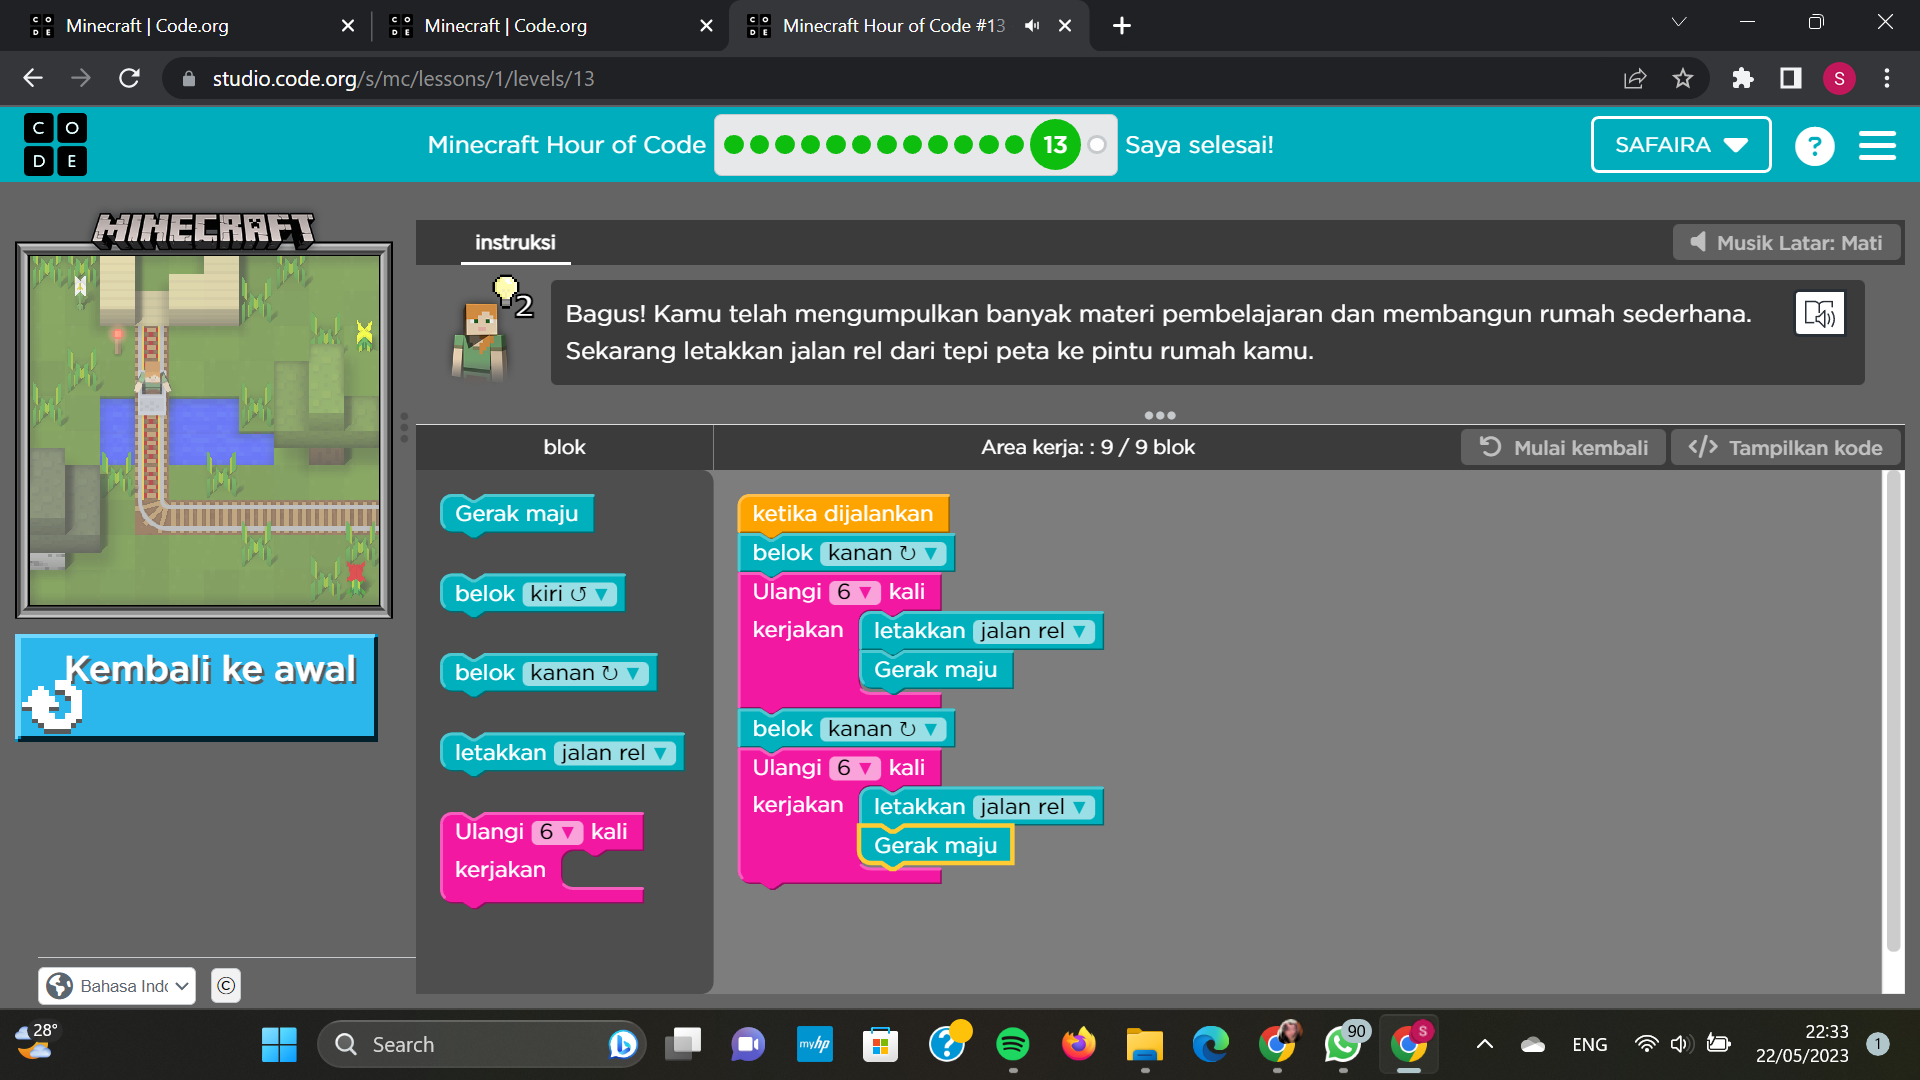 Minecraft | Code.org
Minecraft | Code.org
Minecraft Hour of Code #13
studio.code.org/s/mc/lessons/1/levels/13
S
C O D E
Minecraft Hour of Code
13
Saya selesai!
SAFAIRA
?
MINECRAFT
instruksi
Musik Latar: Mati
2
Bagus! Kamu telah mengumpulkan banyak materi pembelajaran dan membangun rumah sederhana.
Sekarang letakkan jalan rel dari tepi peta ke pintu rumah kamu.
blok
Area kerja: : 9 / 9 blok
Mulai kembali
</> Tampilkan kode
Kembali ke awal
Gerak maju
belok kiri ↺ ▼
belok kanan ↻ ▼
letakkan jalan rel ▼
Ulangi 6 ▼ kali
kerjakan
ketika dijalankan
belok kanan ↻ ▼
Ulangi 6 ▼ kali
kerjakan letakkan jalan rel ▼
Gerak maju
belok kanan ↻ ▼
Ulangi 6 ▼ kali
kerjakan letakkan jalan rel ▼
Gerak maju
Bahasa Indo
©
28°
Search
myhp
90
S
ENG
22:33
22/05/2023
1